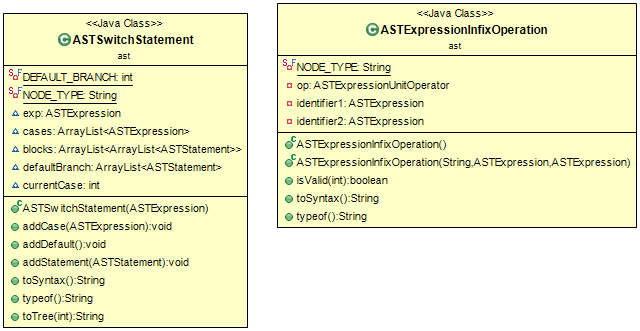 <<Java Class>>
ASTSwitchStatement
ast
DEFAULT_BRANCH: int
NODE_TYPE: String
exp: ASTExpression
cases: ArrayList<ASTExpression>
blocks: ArrayList<ArrayList<ASTStatement>>
defaultBranch: ArrayList<ASTStatement>
currentCase: int
ASTSwitchStatement(ASTExpression)
addCase(ASTExpression):void
addDefault():void
addStatement(ASTStatement):void
toSyntax():String
typeof():String
toTree(int):String
<<Java Class>>
ASTExpressionInfixOperation
ast
NODE_TYPE: String
op: ASTExpressionUnitOperator
identifier1: ASTExpression
identifier2: ASTExpression
ASTExpressionInfixOperation()
ASTExpressionInfixOperation(String,ASTExpression,ASTExpression)
isValid(int):boolean
toSyntax():String
typeof():String